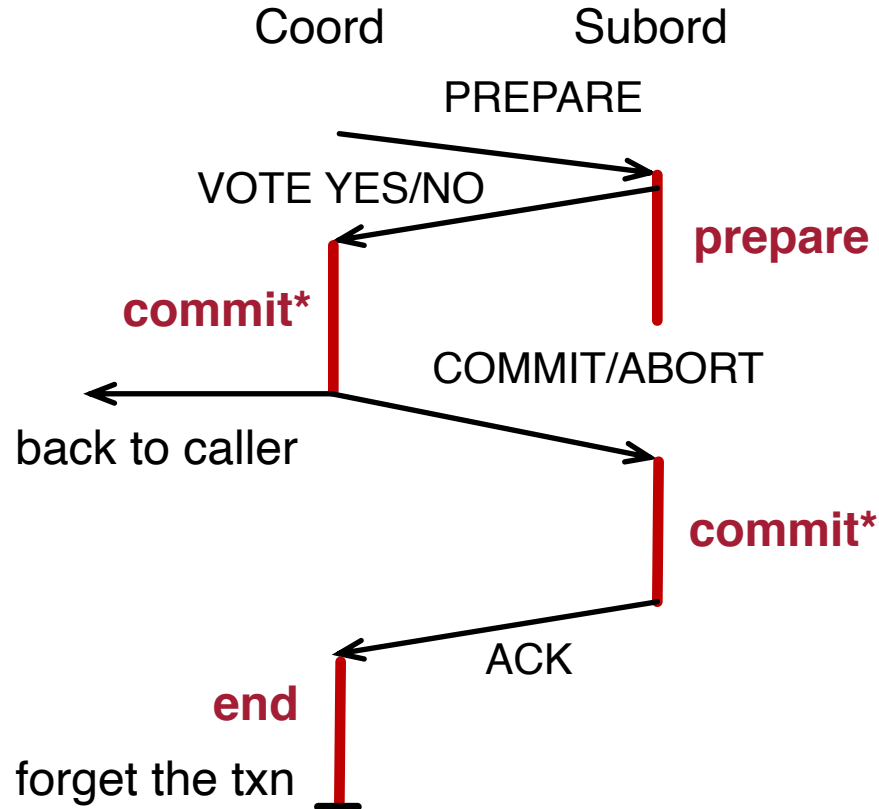 Coord
Subord
PREPARE
VOTE YES/NO
prepare
commit*
COMMIT/ABORT
back to caller
commit*
ACK
end
forget the txn